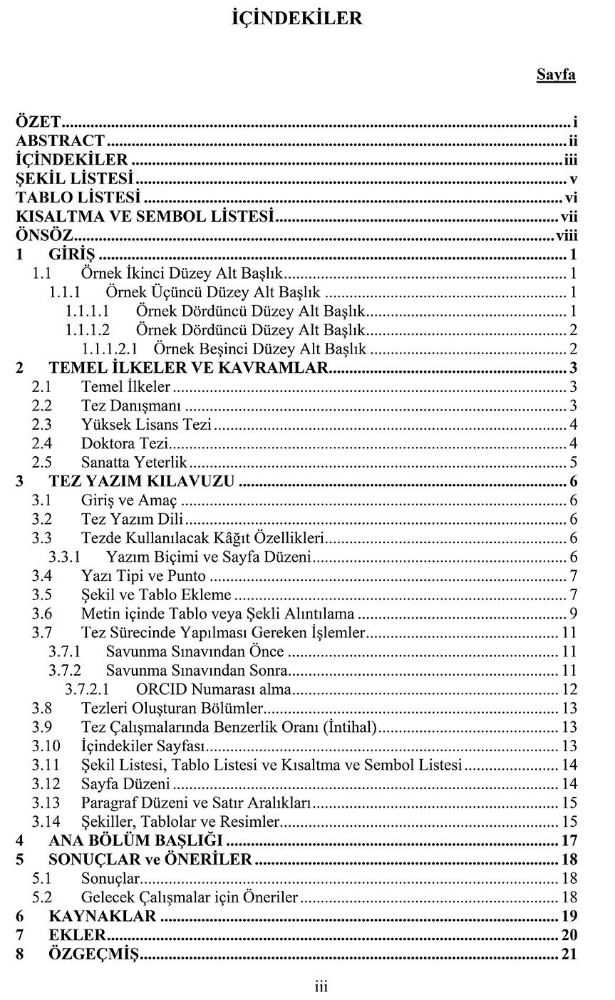 İÇİNDEKİLER
Sayfa
ÖZET.......................................................................................................................... i
ABSTRACT............................................................................................................... ii
İÇİNDEKİLER ......................................................................................................... iii
ŞEKİL LİSTESİ......................................................................................................... v
TABLO LİSTESİ ...................................................................................................... vi
KISALTMA VE SEMBOL LİSTESİ..................................................................... vii
ÖNSÖZ.................................................................................................................... viii
1 GİRİŞ ................................................................................................................. 1
1.1 Örnek İkinci Düzey Alt Başlık.................................................................... 1
1.1.1 Örnek Üçüncü Düzey Alt Başlık .......................................................... 1
1.1.1.1 Örnek Dördüncü Düzey Alt Başlık................................................ 1
1.1.1.2 Örnek Dördüncü Düzey Alt Başlık................................................ 2
1.1.1.2.1 Örnek Beşinci Düzey Alt Başlık ............................................... 2
2 TEMEL İLKELER VE KAVRAMLAR......................................................... 3
2.1 Temel İlkeler ............................................................................................... 3
2.2 Tez Danışmanı ............................................................................................ 3
2.3 Yüksek Lisans Tezi ..................................................................................... 4
2.4 Doktora Tezi................................................................................................ 4
2.5 Sanatta Yeterlik ........................................................................................... 5
3 TEZ YAZIM KILAVUZU ............................................................................... 6
3.1 Giriş ve Amaç ............................................................................................. 6
3.2 Tez Yazım Dili ............................................................................................ 6
3.3 Tezde Kullanılacak Kâğıt Özellikleri.......................................................... 6
3.3.1 Yazım Biçimi ve Sayfa Düzeni............................................................. 6
3.4 Yazı Tipi ve Punto ...................................................................................... 7
3.5 Şekil ve Tablo Ekleme ................................................................................ 7
3.6 Metin içinde Tablo veya Şekli Alıntılama .................................................. 9
3.7 Tez Sürecinde Yapılması Gereken İşlemler.............................................. 11
3.7.1 Savunma Sınavından Önce ................................................................. 11
3.7.2 Savunma Sınavından Sonra................................................................. 11
3.7.2.1 ORCID Numarası alma................................................................ 12
3.8 Tezleri Oluşturan Bölümler....................................................................... 13
3.9 Tez Çalışmalarında Benzerlik Oranı (İntihal)........................................... 13
3.10 İçindekiler Sayfası..................................................................................... 13
3.11 Şekil Listesi, Tablo Listesi ve Kısaltma ve Sembol Listesi ...................... 14
3.12 Sayfa Düzeni ............................................................................................. 14
3.13 Paragraf Düzeni ve Satır Aralıkları........................................................... 15
3.14 Şekiller, Tablolar ve Resimler................................................................... 15
4 ANA BÖLÜM BAŞLIĞI ................................................................................ 17
5 SONUÇLAR ve ÖNERİLER ......................................................................... 18
5.1 Sonuçlar..................................................................................................... 18
5.2 Gelecek Çalışmalar için Öneriler .............................................................. 18
6 KAYNAKLAR ................................................................................................ 19
7 EKLER............................................................................................................. 20
8 ÖZGEÇMİŞ..................................................................................................... 21
iii